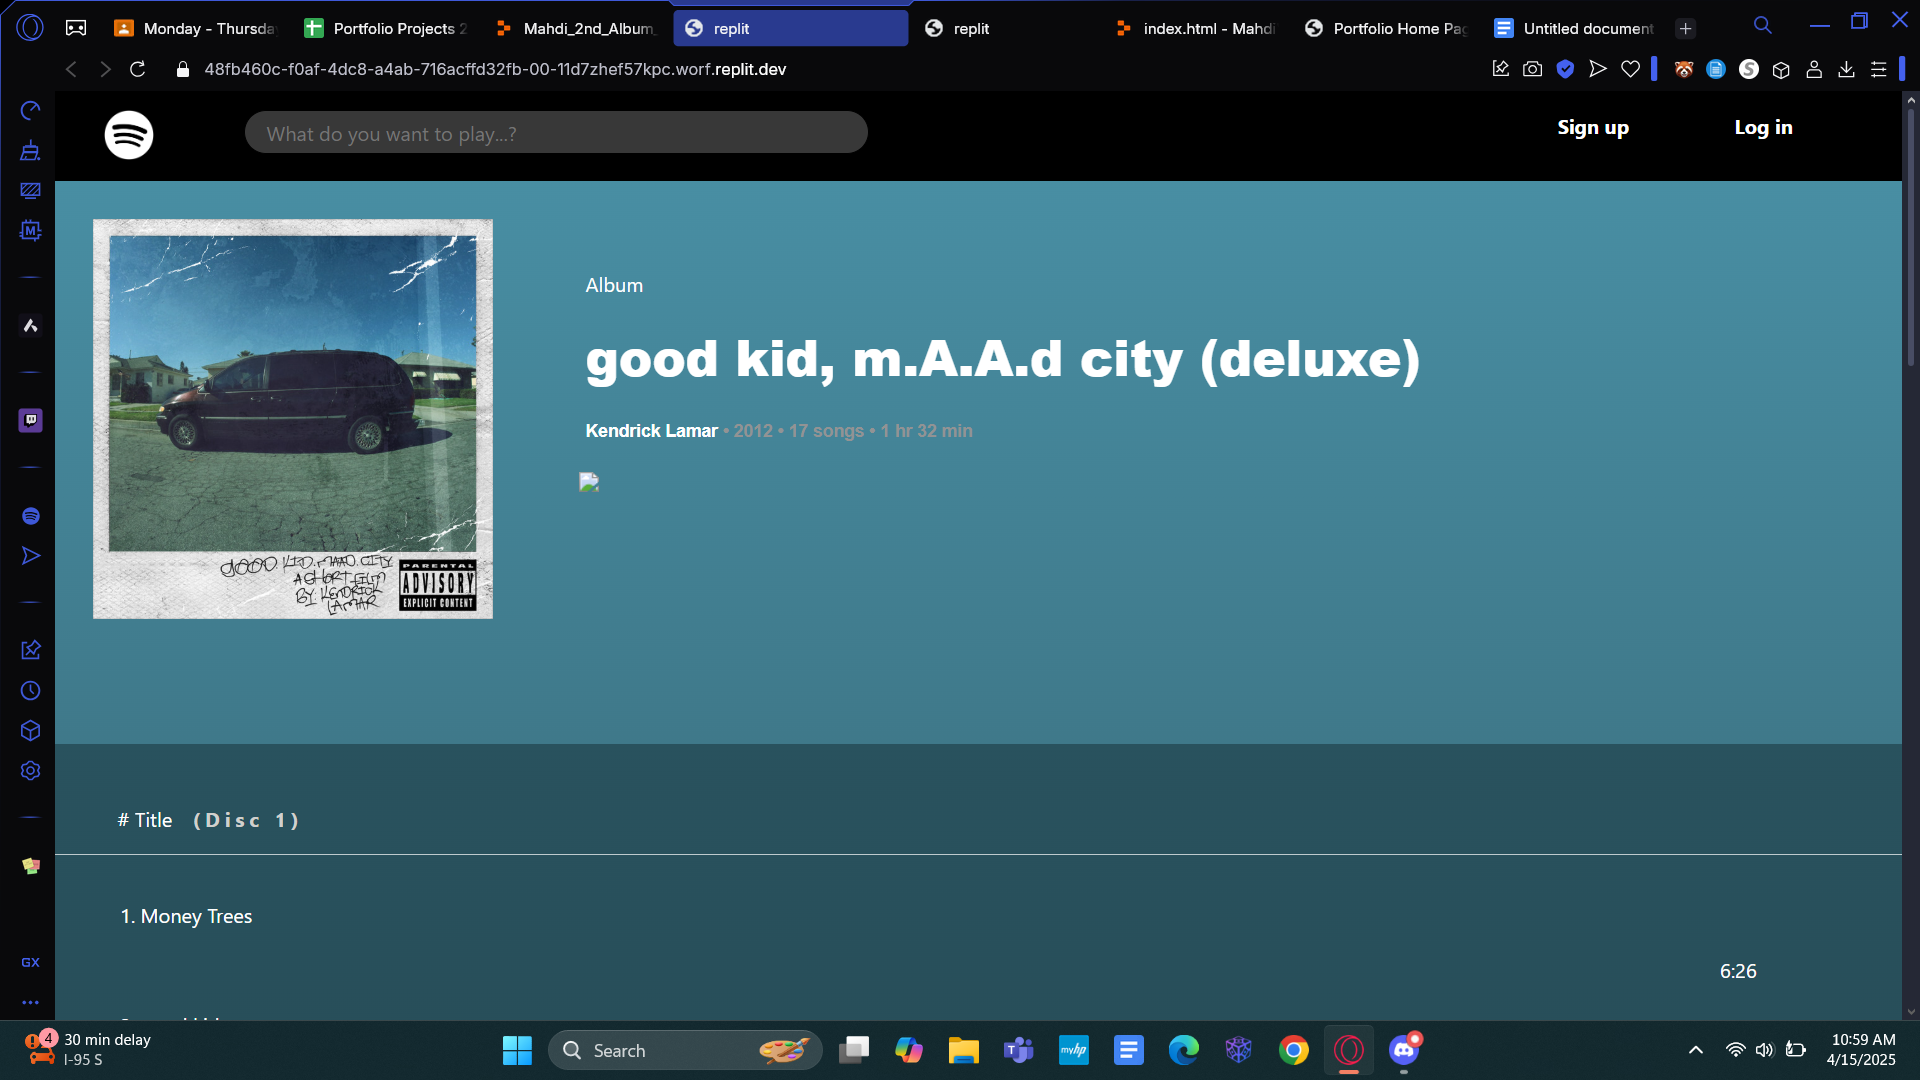 Monday - Thursda
Portfolio Projects 2
Mahdi_2nd_Album_
replit
replit
index.html - Mahdi
Portfolio Home Pag
Untitled document
48fb460c-f0af-4dc8-a4ab-716acffd32fb-00-11d7zhef57kpc.worf.replit.dev
What do you want to play...?
Sign up
Log in
GOOD KID, MAAD CITY
A SHORT FILM
BY: KENDRICK
LAMAR
PARENTAL
ADVISORY
EXPLICIT CONTENT
Album
good kid, m.A.A.d city (deluxe)
Kendrick Lamar • 2012 • 17 songs • 1 hr 32 min
# Title (Disc 1)
1. Money Trees
6:26
GX
4
30 min delay
I-95 S
Search
myhp
10:59 AM
4/15/2025